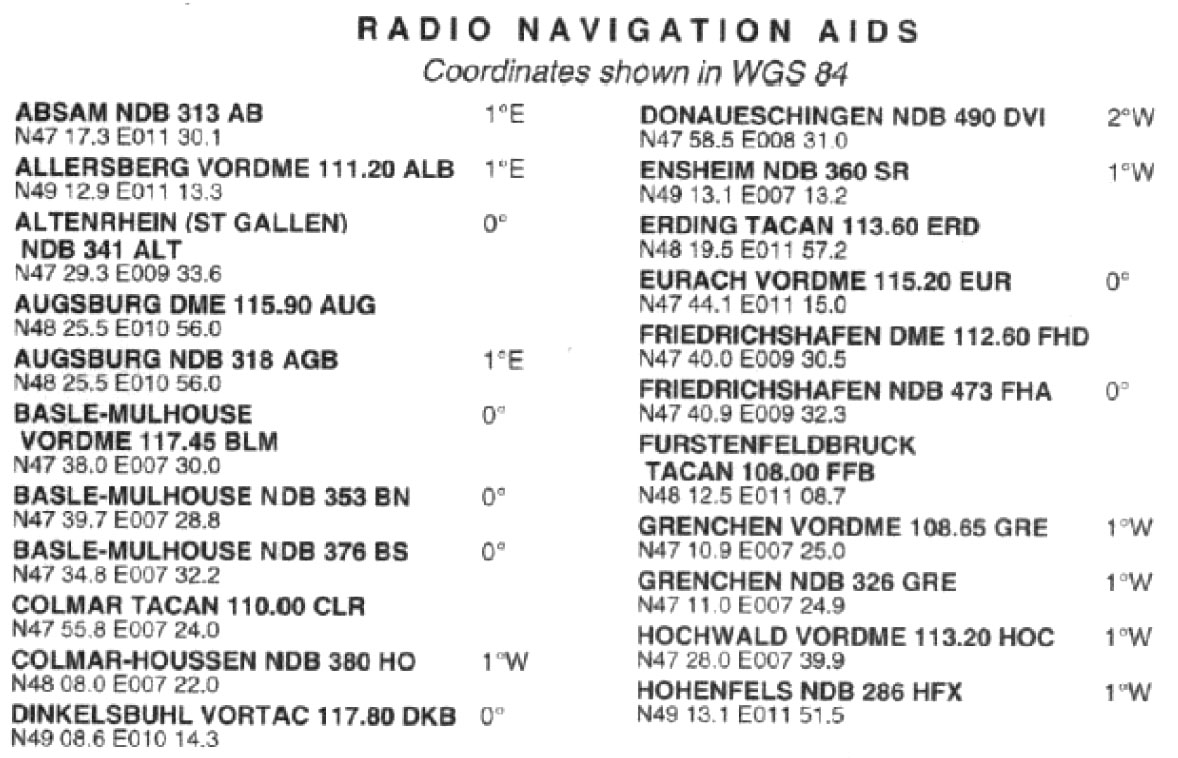 RADIO NAVIGATION AIDS
Coordinates shown in WGS 84
ABSAM NDB 313 AB 1°E
N47 17.3 E011 30.1
ALLERSBERG VORDME 111.20 ALB 1°E
N49 12.9 E011 13.3
ALTENRHEIN (ST GALLEN) 0°
NDB 341 ALT
N47 29.3 E009 33.6
AUGSBURG DME 115.90 AUG
N48 25.5 E010 56.0
AUGSBURG NDB 318 AGB 1°E
N48 25.5 E010 56.0
BASLE-MULHOUSE 0°
VORDME 117.45 BLM
N47 38.0 E007 30.0
BASLE-MULHOUSE NDB 353 BN 0°
N47 39.7 E007 28.8
BASLE-MULHOUSE NDB 376 BS 0°
N47 34.8 E007 32.2
COLMAR TACAN 110.00 CLR
N47 55.8 E007 24.0
COLMAR-HOUSSEN NDB 380 HO 1°W
N48 08.0 E007 22.0
DINKELSBUHL VORTAC 117.80 DKB 0°
N49 08.6 E010 14.3
DONAUESCHINGEN NDB 490 DVI 2°W
N47 58.5 E008 31.0
ENSHEIM NDB 360 SR 1°W
N49 13.1 E007 13.2
ERDING TACAN 113.60 ERD
N48 19.5 E011 57.2
EURACH VORDME 115.20 EUR 0°
N47 44.1 E011 15.0
FRIEDRICHSHAFEN DME 112.60 FHD
N47 40.0 E009 30.5
FRIEDRICHSHAFEN NDB 473 FHA 0°
N47 40.9 E009 32.3
FURSTENFELDBRUCK
TACAN 108.00 FFB
N48 12.5 E011 08.7
GRENCHEN VORDME 108.65 GRE 1°W
N47 10.9 E007 25.0
GRENCHEN NDB 326 GRE 1°W
N47 11.0 E007 24.9
HOCHWALD VORDME 113.20 HOC 1°W
N47 28.0 E007 39.9
HOHENFELS NDB 286 HFX 1°W
N49 13.1 E011 51.5